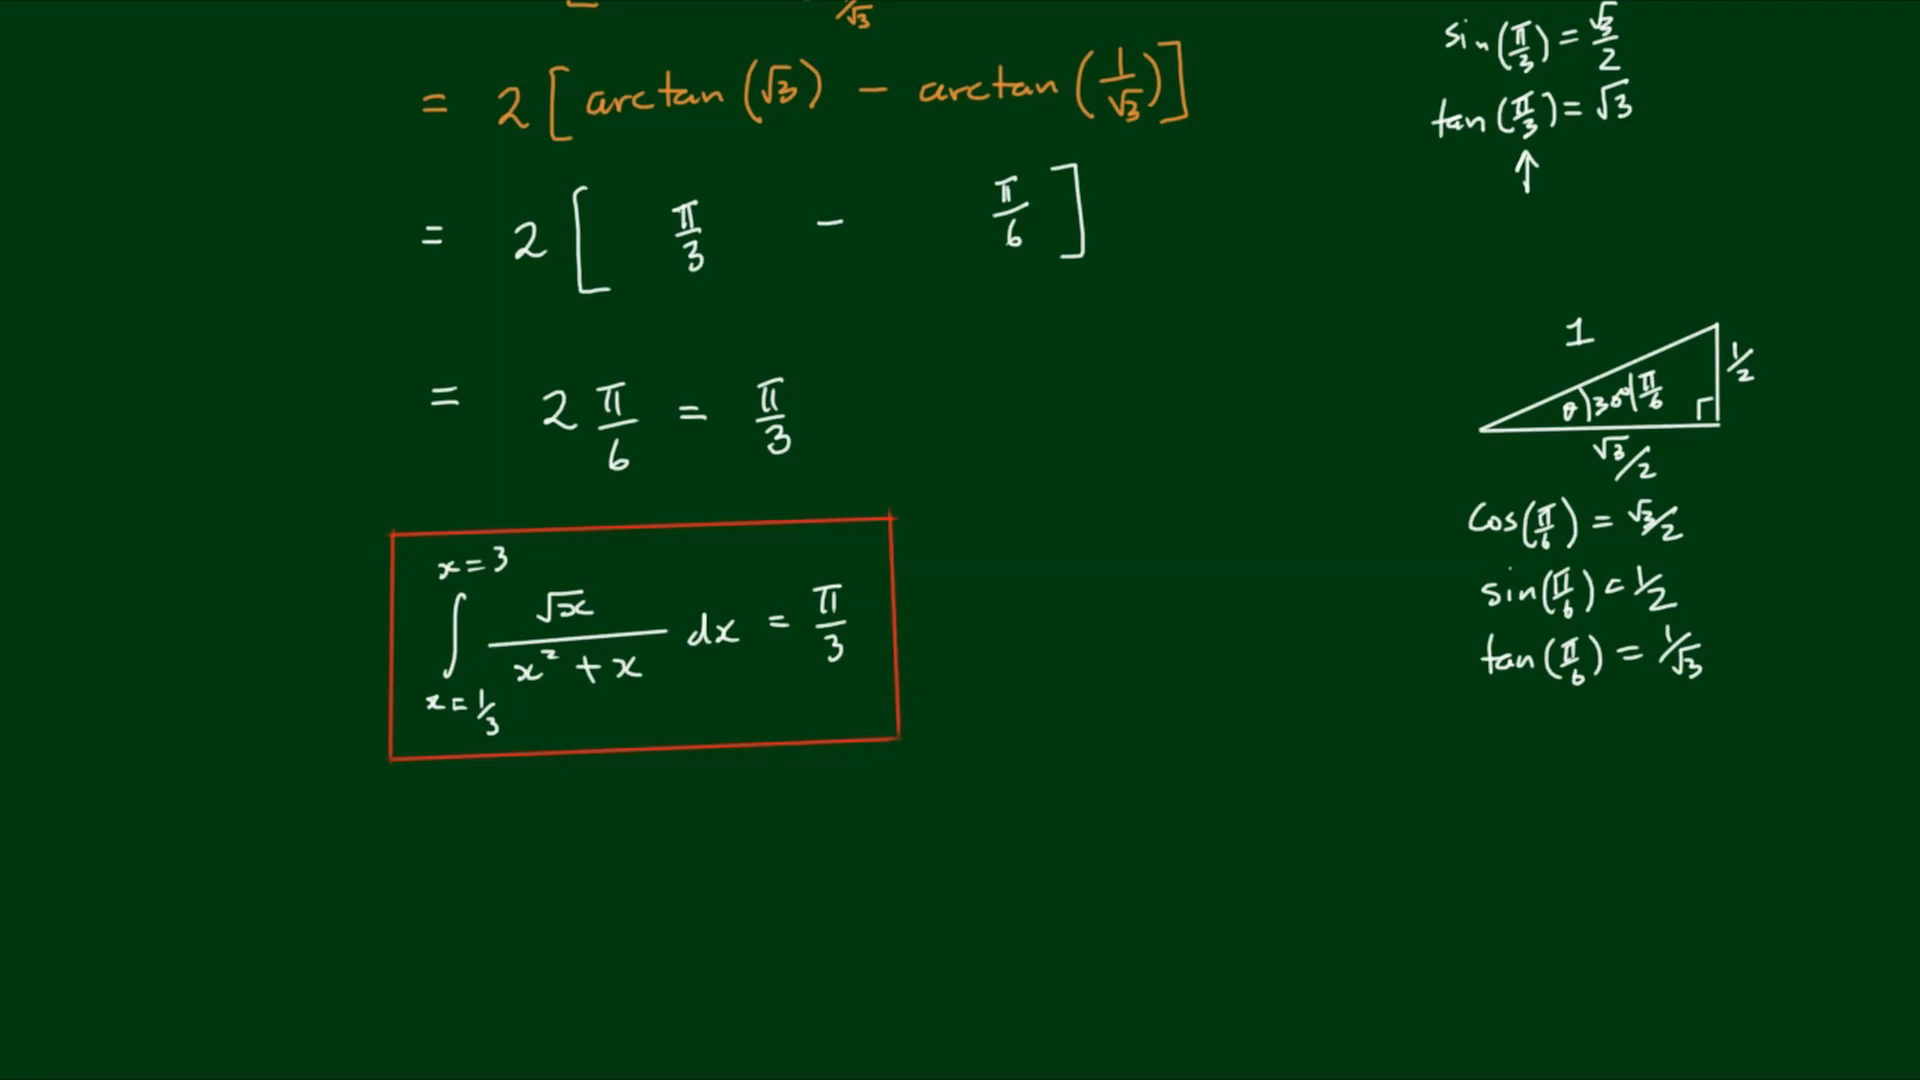 1/√3
= 2 [ arctan (√3) − arctan (1/√3) ]
= 2 [ π/3 − π/6 ]
= 2 π/6 = π/3
x = 3
∫ √x / (x² + x) dx = π/3
x = 1/3
sin (π/3) = √3/2
tan (π/3) = √3
↑
1
1/2
θ 30° π/6
√3/2
cos (π/6) = √3/2
sin (π/6) = 1/2
tan (π/6) = 1/√3